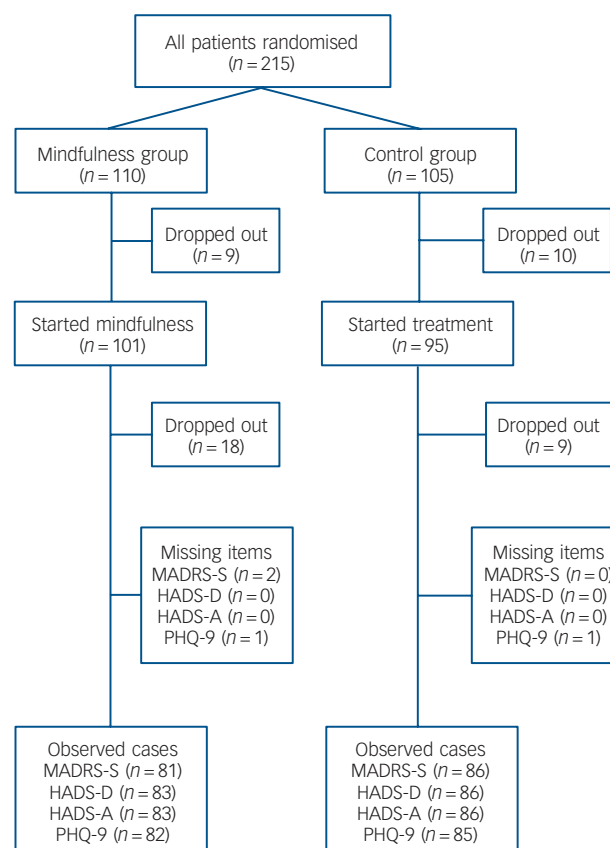 All patients randomised
(n = 215)
Mindfulness group
(n = 110)
Control group
(n = 105)
Dropped out
(n = 9)
Dropped out
(n = 10)
Started mindfulness
(n = 101)
Started treatment
(n = 95)
Dropped out
(n = 18)
Dropped out
(n = 9)
Missing items
MADRS-S (n = 2)
HADS-D (n = 0)
HADS-A (n = 0)
PHQ-9 (n = 1)
Missing items
MADRS-S (n = 0)
HADS-D (n = 0)
HADS-A (n = 0)
PHQ-9 (n = 1)
Observed cases
MADRS-S (n = 81)
HADS-D (n = 83)
HADS-A (n = 83)
PHQ-9 (n = 82)
Observed cases
MADRS-S (n = 86)
HADS-D (n = 86)
HADS-A (n = 86)
PHQ-9 (n = 85)